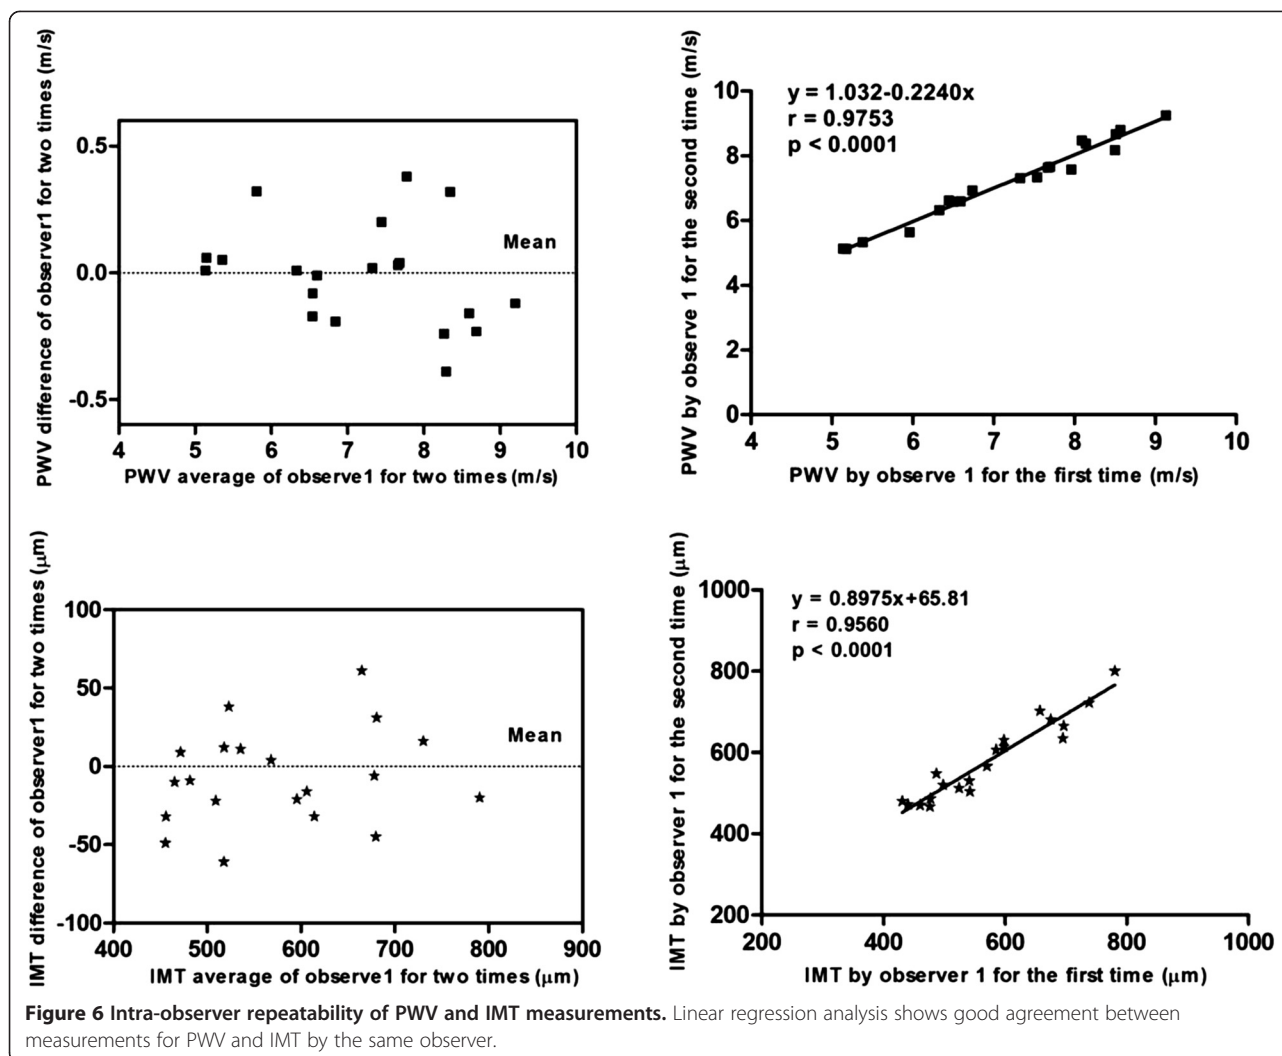 PWV difference of observer1 for two times (m/s)
0.5
0.0
-0.5
Mean
4 5 6 7 8 9 10
PWV average of observe1 for two times (m/s)
PWV by observe 1 for the second time (m/s)
y = 1.032-0.2240x
r = 0.9753
p < 0.0001
10
8
6
4
2
0
4 5 6 7 8 9 10
PWV by observe 1 for the first time (m/s)
IMT difference of observer1 for two times (μm)
100
50
0
-50
-100
Mean
400 500 600 700 800 900
IMT average of observe1 for two times (μm)
IMT by observer 1 for the second time (μm)
y = 0.8975x+65.81
r = 0.9560
p < 0.0001
1000
800
600
400
200
200 400 600 800 1000
IMT by observer 1 for the first time (μm)
Figure 6 Intra-observer repeatability of PWV and IMT measurements. Linear regression analysis shows good agreement between
measurements for PWV and IMT by the same observer.